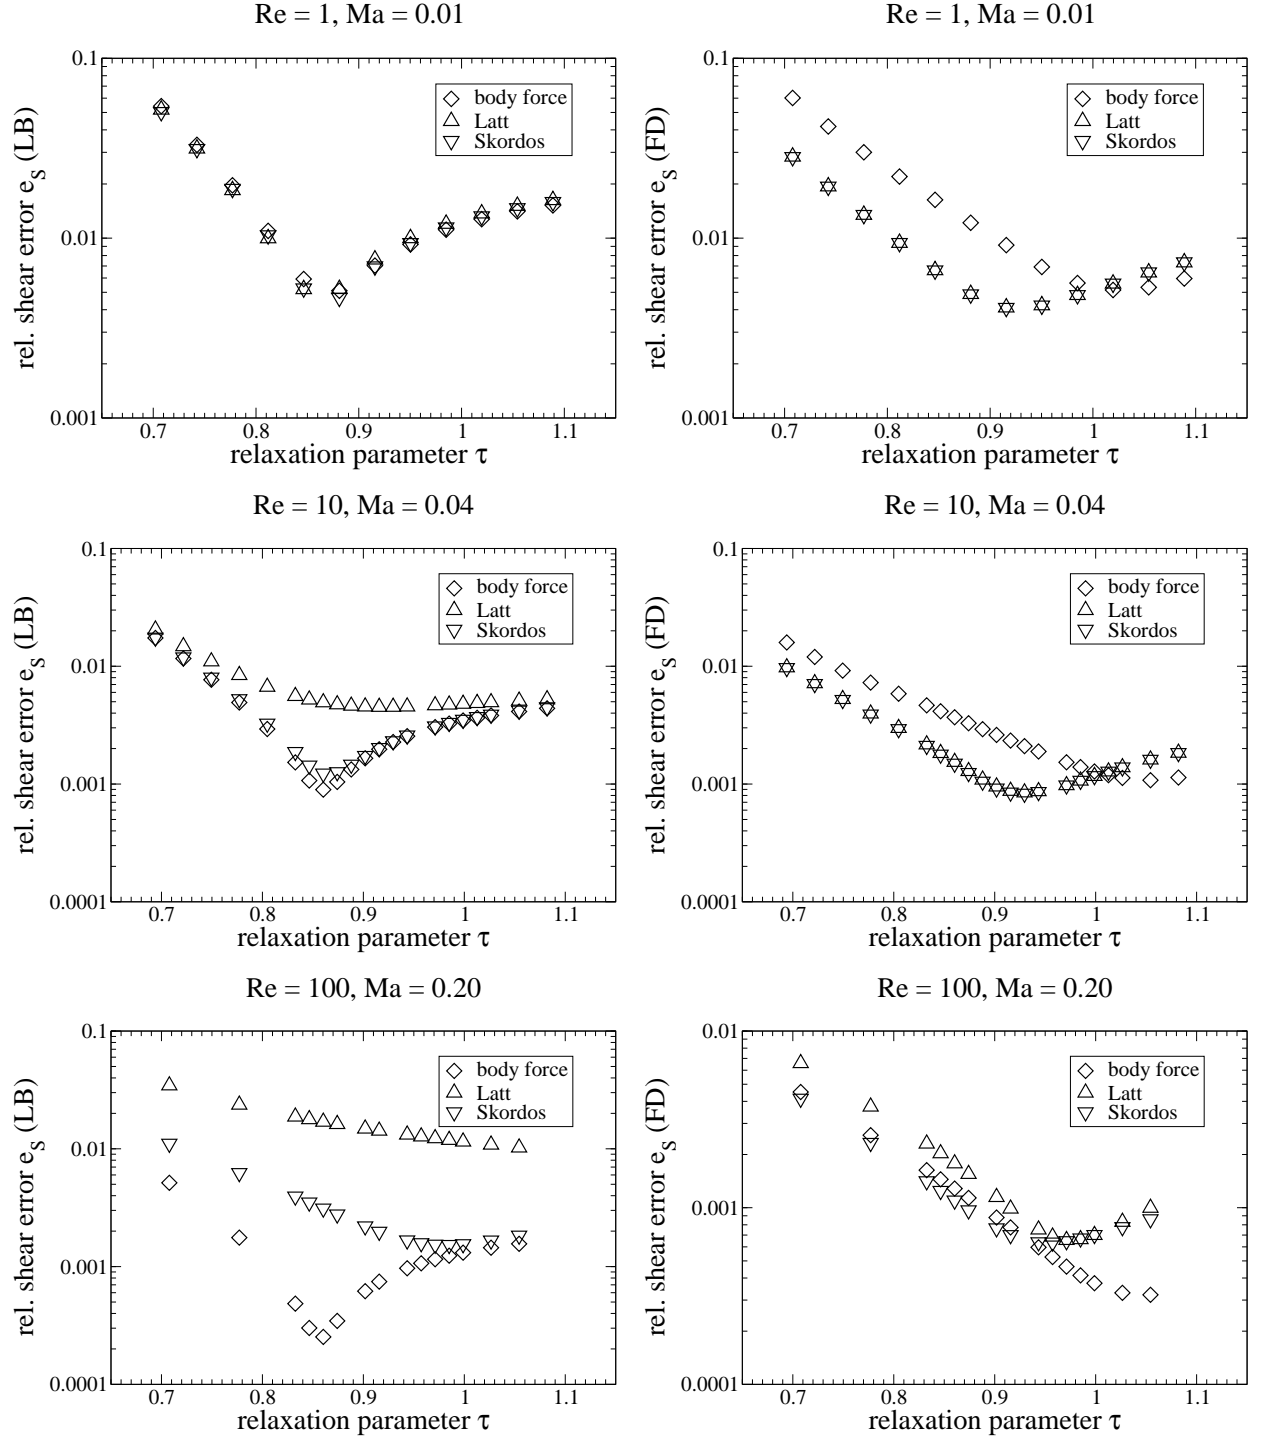 Re = 1, Ma = 0.01
rel. shear error e_S (LB)
0.1
0.01
0.001
body force
Latt
Skordos
0.7 0.8 0.9 1 1.1
relaxation parameter τ
Re = 1, Ma = 0.01
rel. shear error e_S (FD)
0.1
0.01
0.001
body force
Latt
Skordos
0.7 0.8 0.9 1 1.1
relaxation parameter τ
Re = 10, Ma = 0.04
rel. shear error e_S (LB)
0.1
0.01
0.001
0.0001
body force
Latt
Skordos
0.7 0.8 0.9 1 1.1
relaxation parameter τ
Re = 10, Ma = 0.04
rel. shear error e_S (FD)
0.1
0.01
0.001
0.0001
body force
Latt
Skordos
0.7 0.8 0.9 1 1.1
relaxation parameter τ
Re = 100, Ma = 0.20
rel. shear error e_S (LB)
0.1
0.01
0.001
0.0001
body force
Latt
Skordos
0.7 0.8 0.9 1 1.1
relaxation parameter τ
Re = 100, Ma = 0.20
rel. shear error e_S (FD)
0.01
0.001
0.0001
body force
Latt
Skordos
0.7 0.8 0.9 1 1.1
relaxation parameter τ